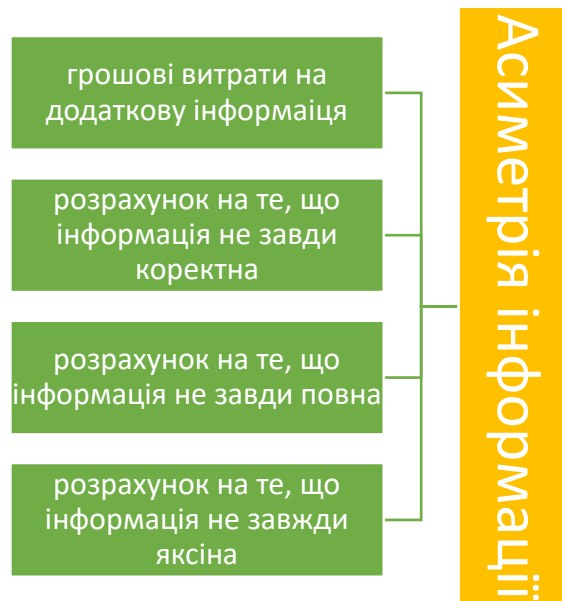 грошові витрати на
додаткову інформаіця
розрахунок на те, що
інформація не завди
коректна
розрахунок на те, що
інформація не завди повна
розрахунок на те, що
інформація не завжди
яксіна
Асиметрія інформації